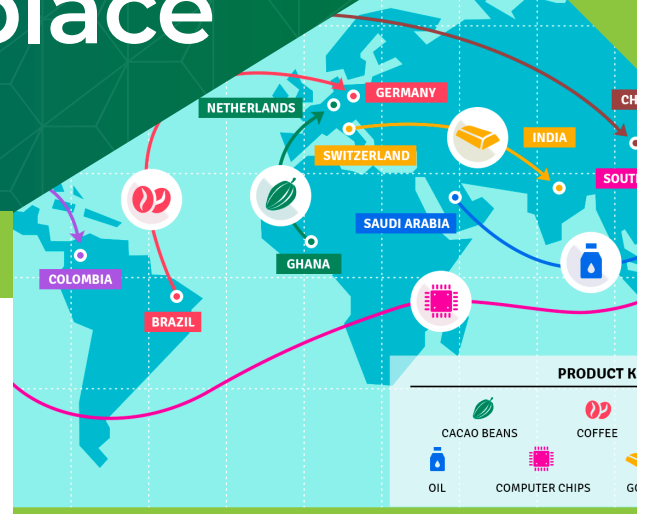 place
GERMANY
NETHERLANDS
INDIA
SWITZERLAND
SAUDI ARABIA
GHANA
COLOMBIA
BRAZIL
PRODUCT K
CACAO BEANS
COFFEE
OIL
COMPUTER CHIPS